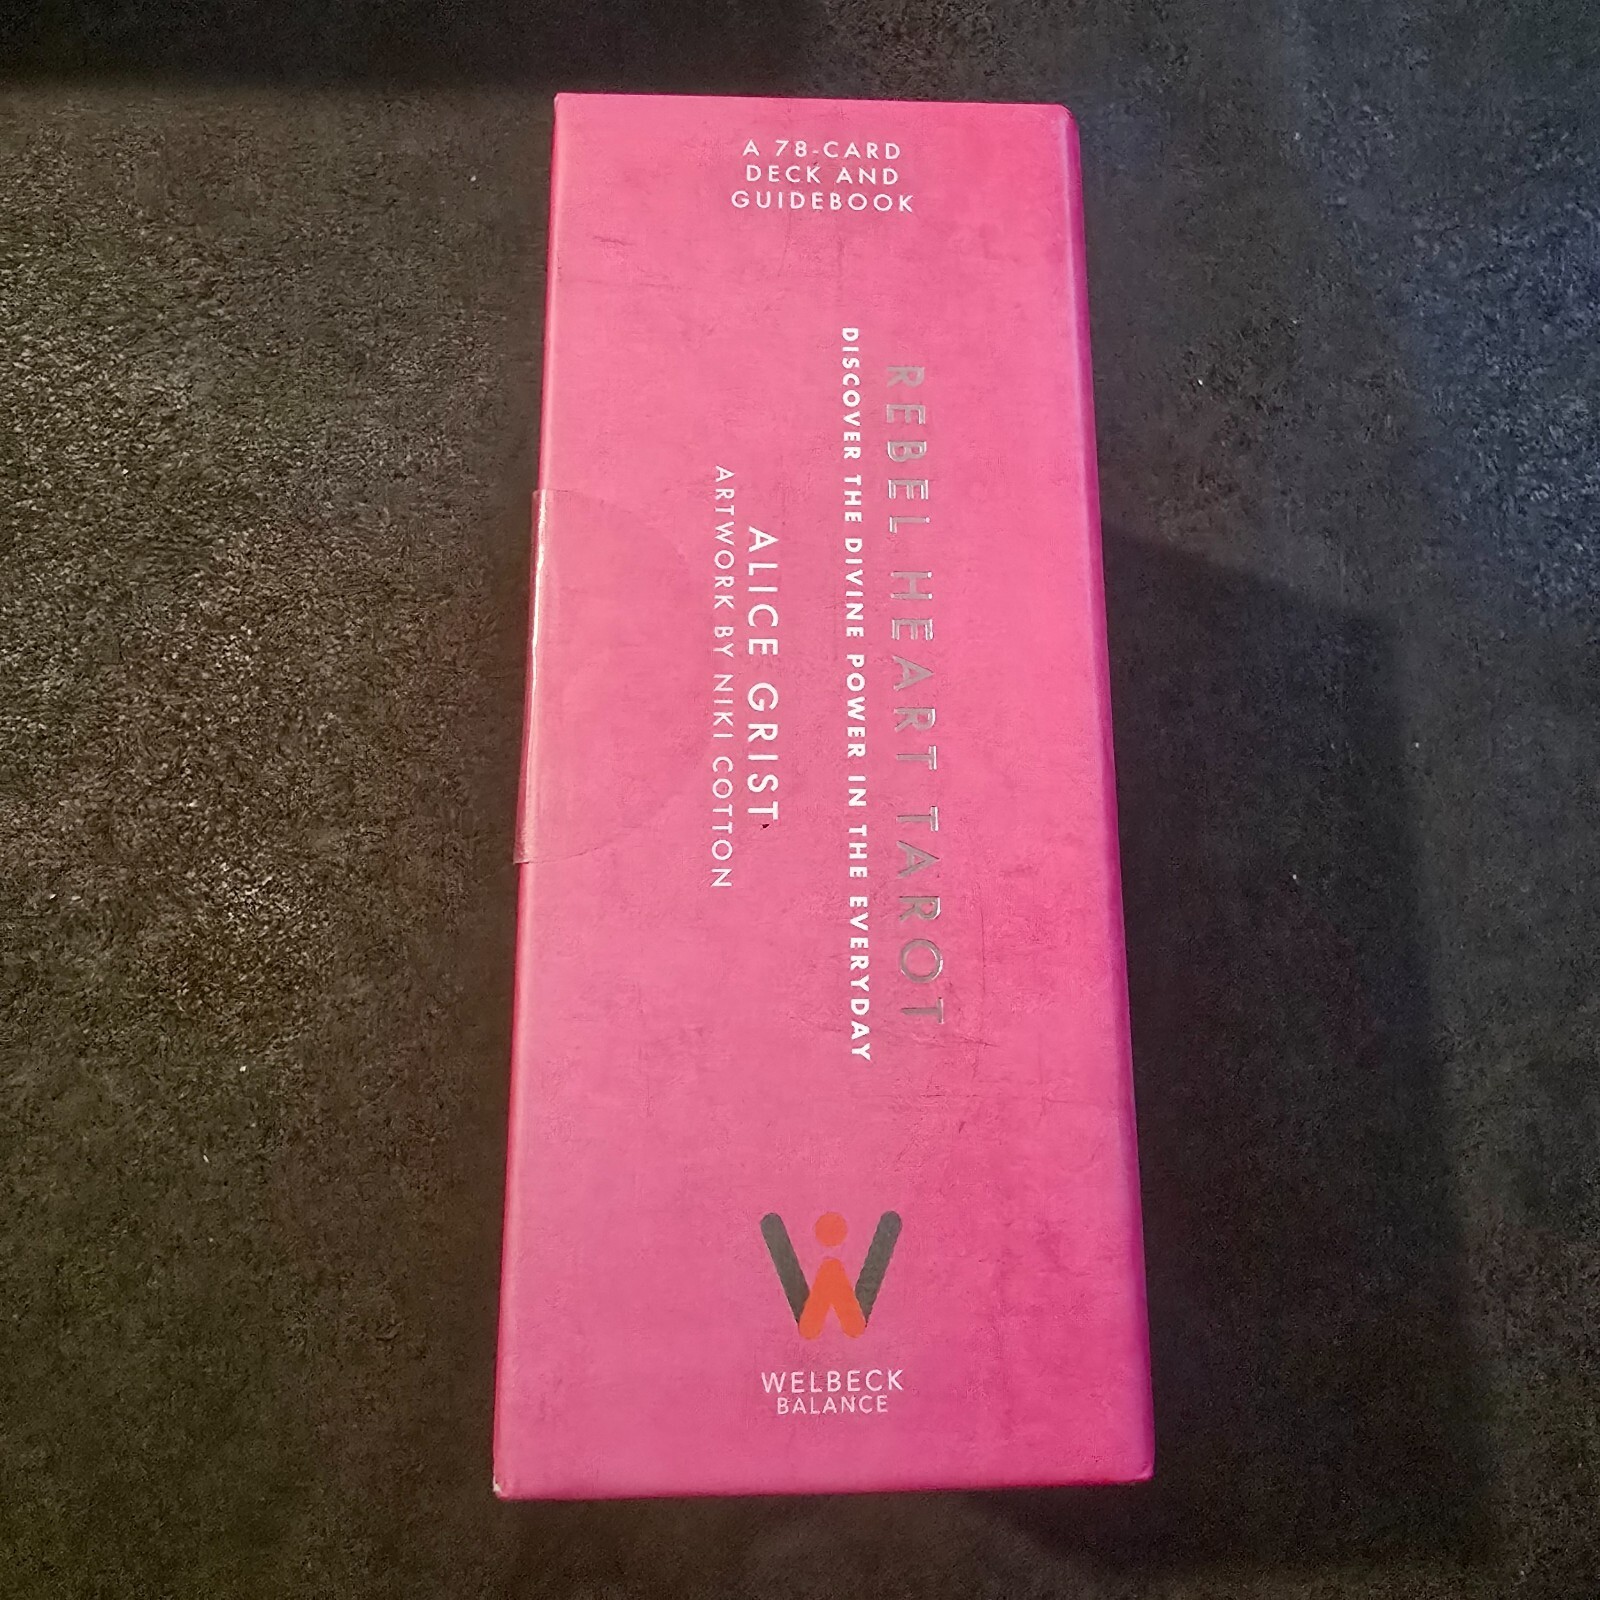 A 78-CARD
DECK AND
GUIDEBOOK
REBEL HEART TAROT
DISCOVER THE DIVINE POWER IN THE EVERYDAY
ALICE GRIST
ARTWORK BY NIKI COTTON
WELBECK
BALANCE